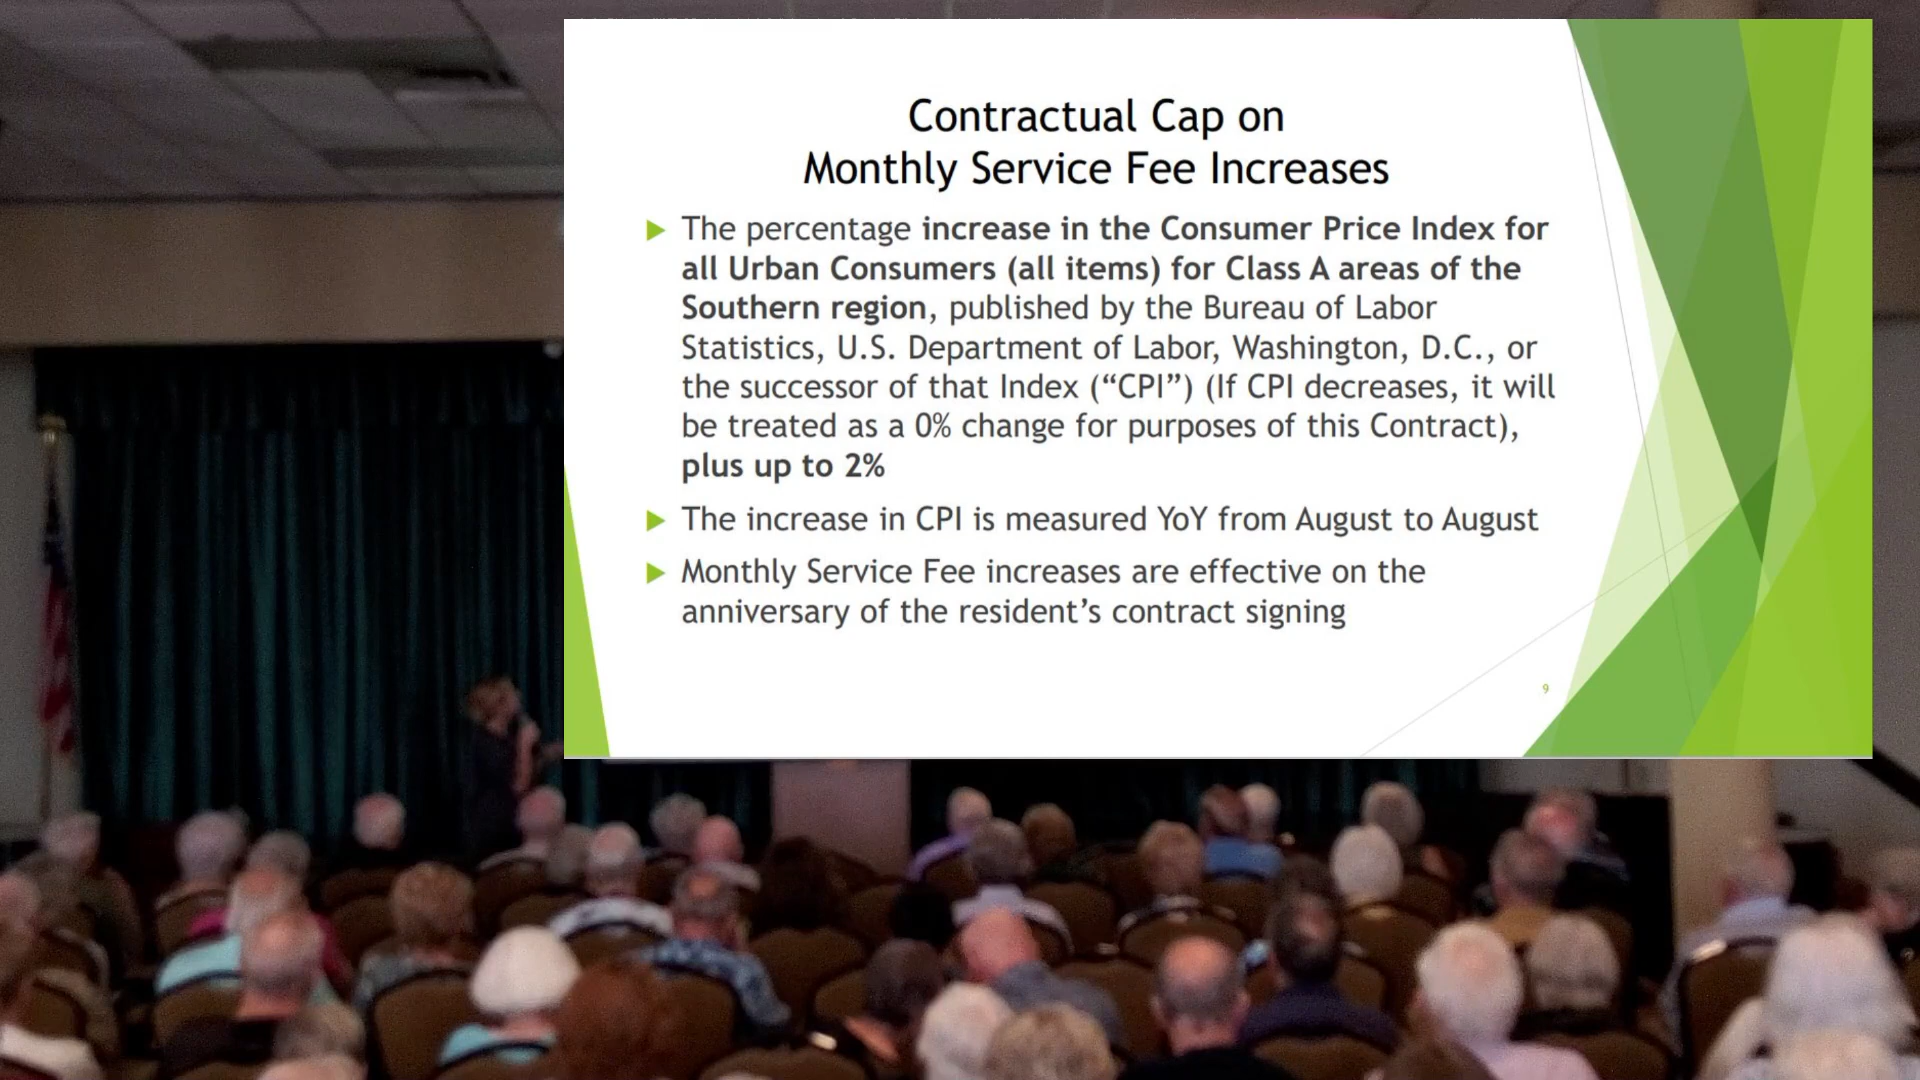 Contractual Cap on
Monthly Service Fee Increases
The percentage increase in the Consumer Price Index for
all Urban Consumers (all items) for Class A areas of the
Southern region, published by the Bureau of Labor
Statistics, U.S. Department of Labor, Washington, D.C., or
the successor of that Index (“CPI”) (If CPI decreases, it will
be treated as a 0% change for purposes of this Contract),
plus up to 2%
The increase in CPI is measured YoY from August to August
Monthly Service Fee increases are effective on the
anniversary of the resident’s contract signing
9